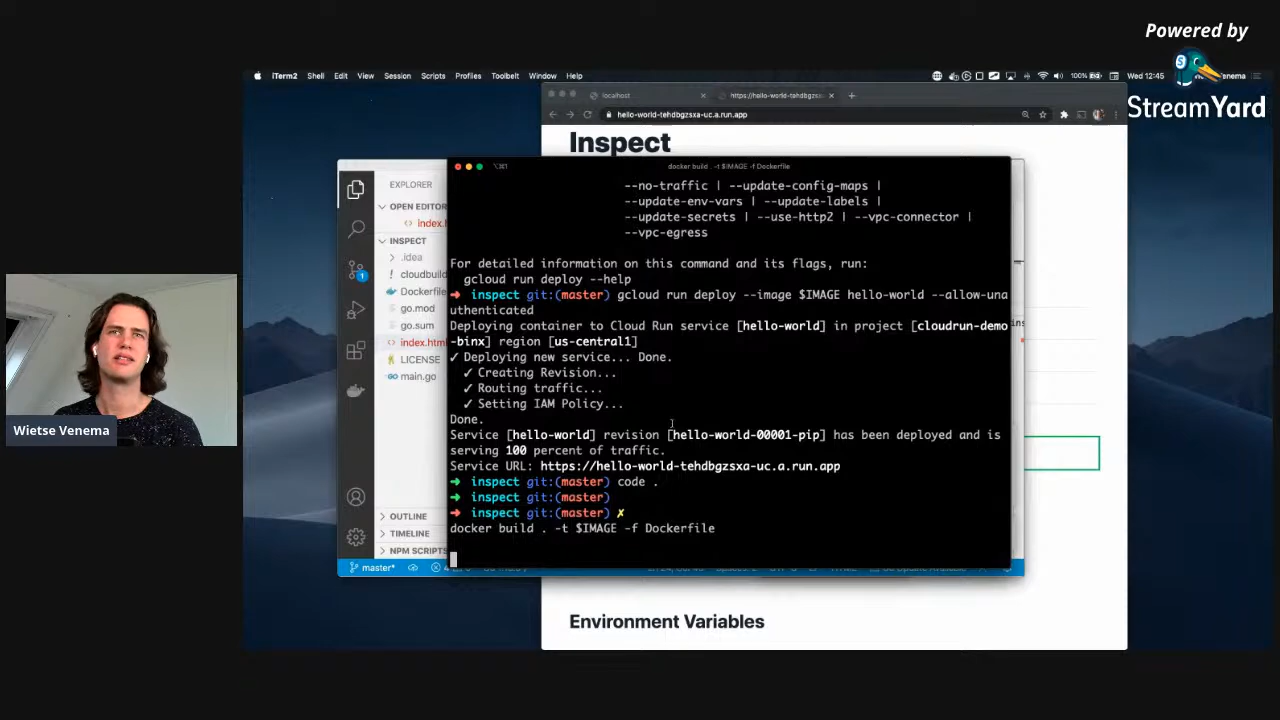 Powered by
StreamYard
iTerm2 Shell Edit View Session Scripts Profiles Toolbelt Window Help
100%
Wed 12:45
localhost
https://hello-world-tehdbgzsxa-
hello-world-tehdbgzsxa-uc.a.run.app
Inspect
docker build . -t $IMAGE -f Dockerfile
--no-traffic | --update-config-maps |
--update-env-vars | --update-labels |
--update-secrets | --use-http2 | --vpc-connector |
--vpc-egress
For detailed information on this command and its flags, run:
gcloud run deploy --help
➜ inspect git:(master) gcloud run deploy --image $IMAGE hello-world --allow-una
uthenticated
Deploying container to Cloud Run service [hello-world] in project [cloudrun-demo
-binx] region [us-central1]
✓ Deploying new service... Done.
✓ Creating Revision...
✓ Routing traffic...
✓ Setting IAM Policy...
Done.
Service [hello-world] revision [hello-world-00001-pip] has been deployed and is
serving 100 percent of traffic.
Service URL: https://hello-world-tehdbgzsxa-uc.a.run.app
➜ inspect git:(master) code .
➜ inspect git:(master)
➜ inspect git:(master) ✗
docker build . -t $IMAGE -f Dockerfile
EXPLORER
OPEN EDITOR
index.h
INSPECT
.idea
cloudbuild
Dockerfile
go.mod
go.sum
index.html
LICENSE
main.go
OUTLINE
TIMELINE
NPM SCRIPTS
master*
Environment Variables
Wietse Venema